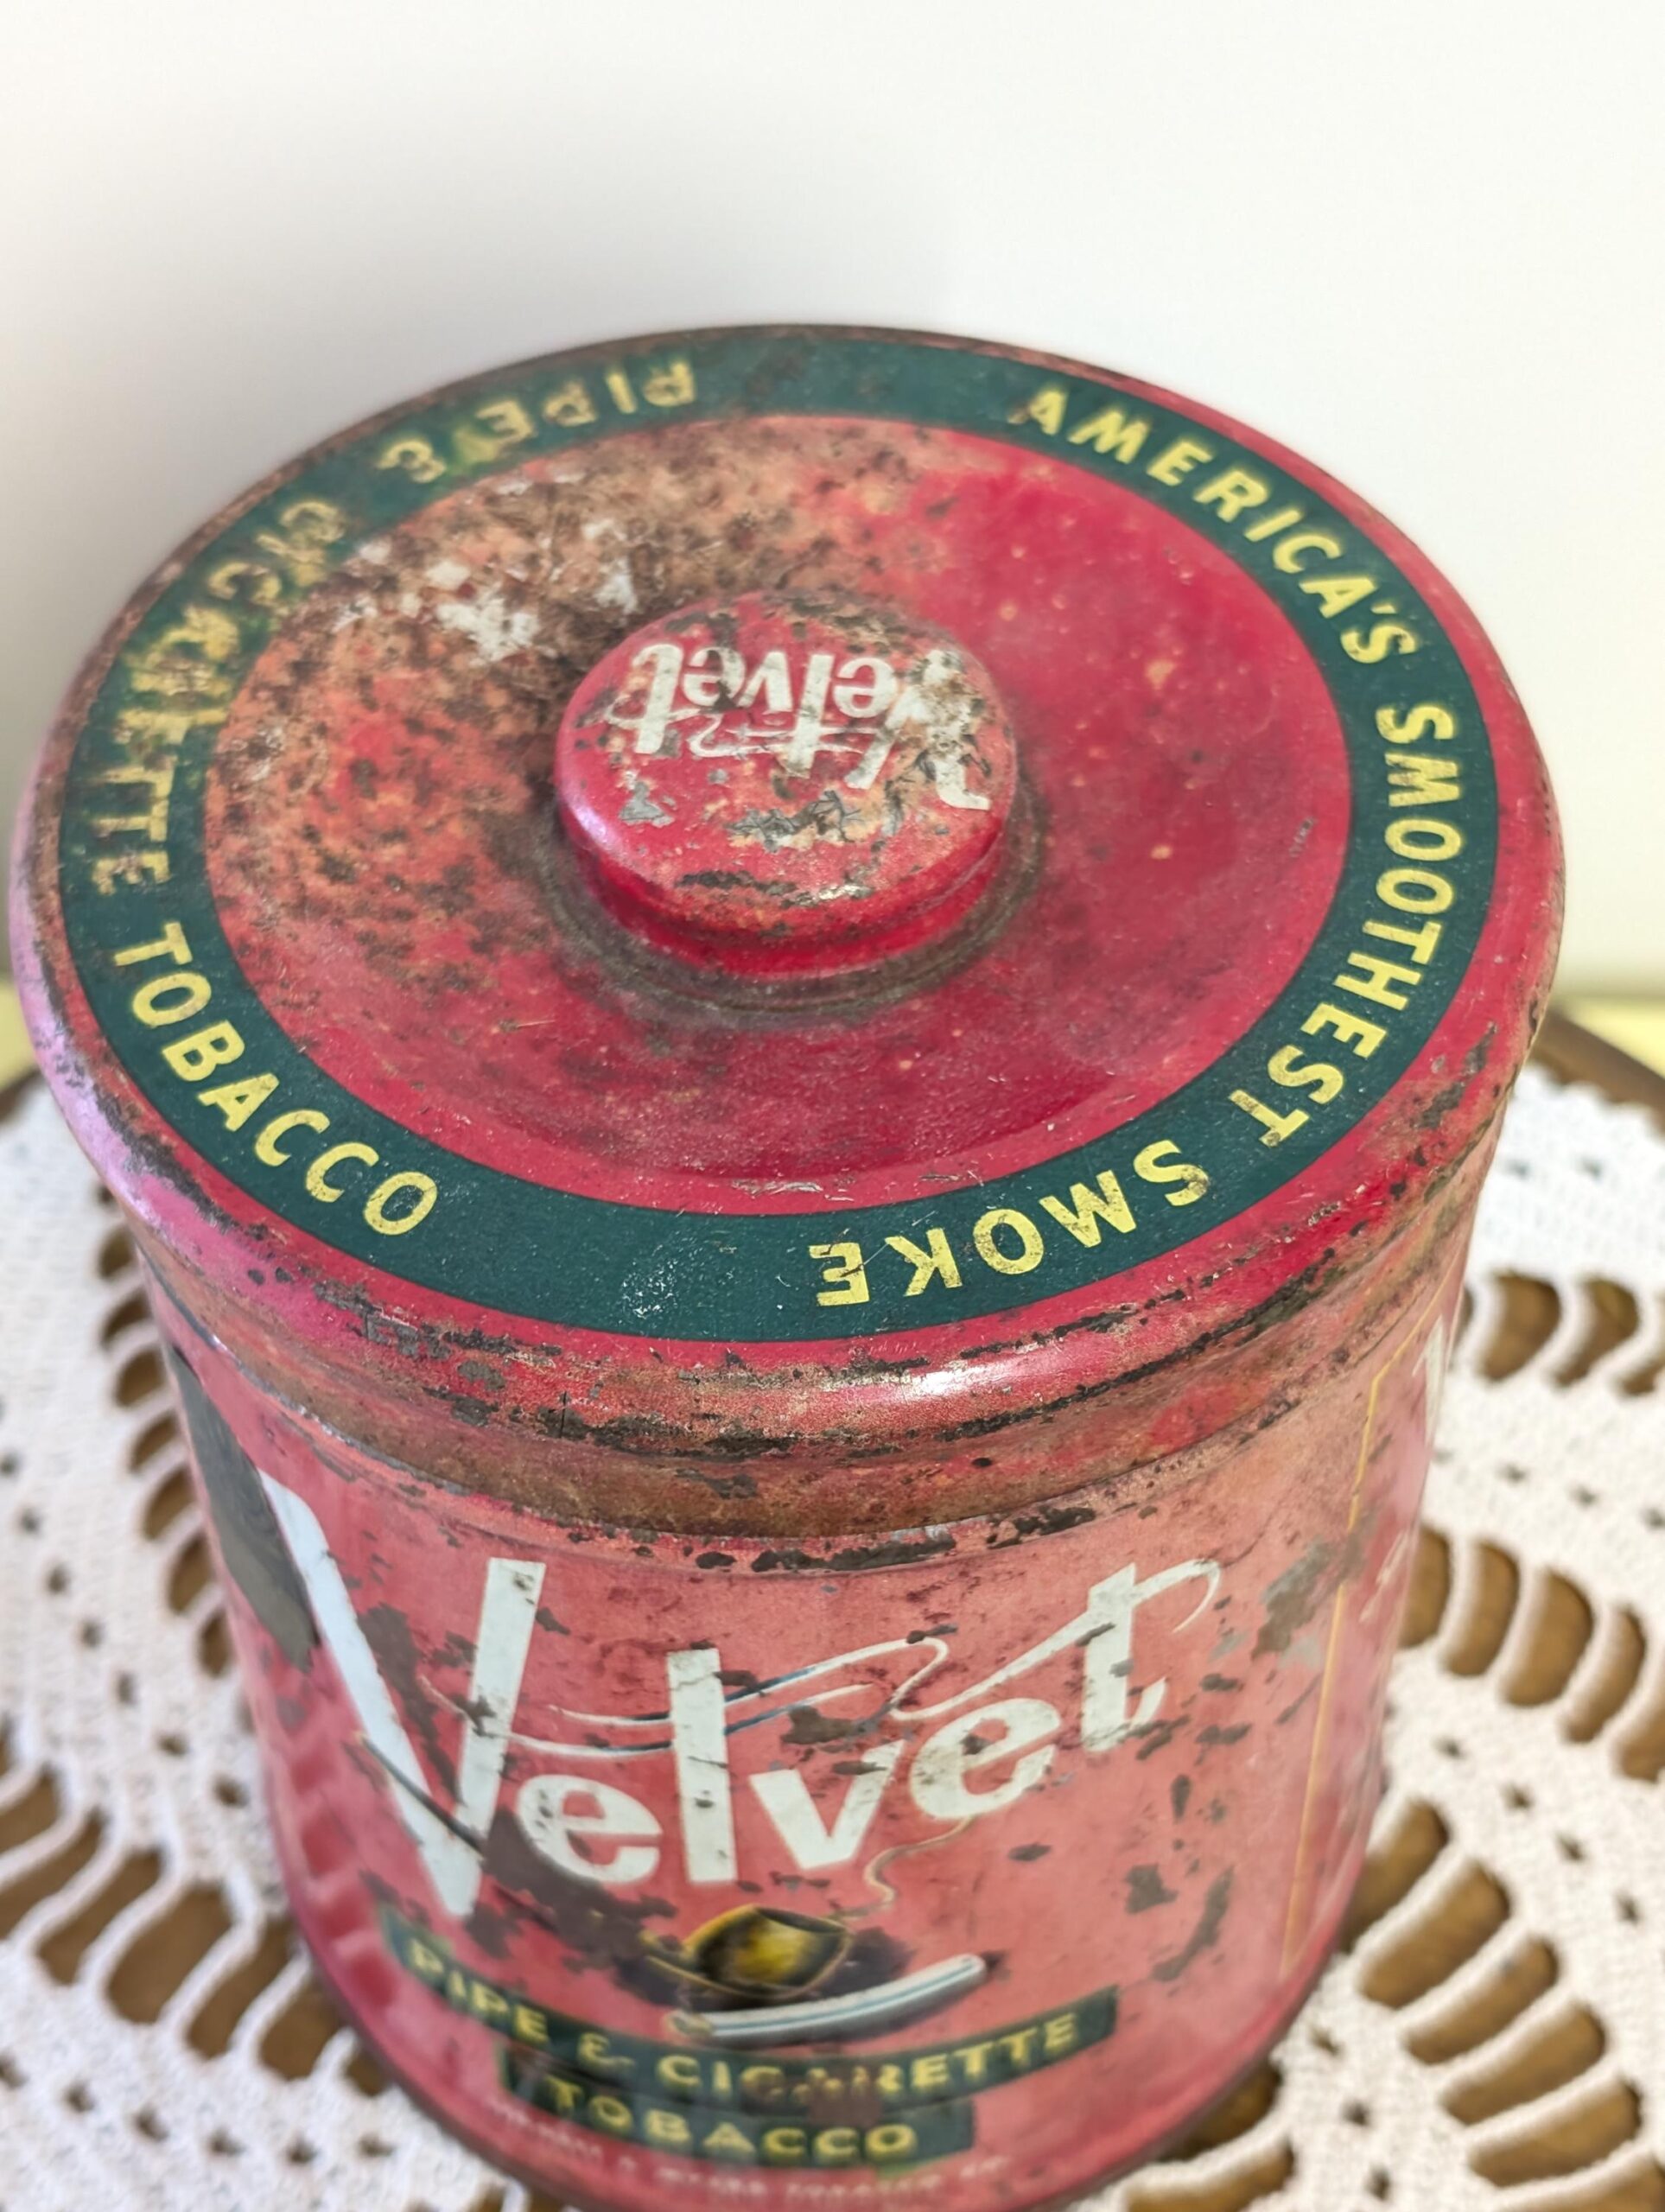 AMERICA'S SMOOTHEST SMOKE
PIPE & CIGARETTE TOBACCO
Velvet
Velvet
PIPE & CIGARETTE
TOBACCO